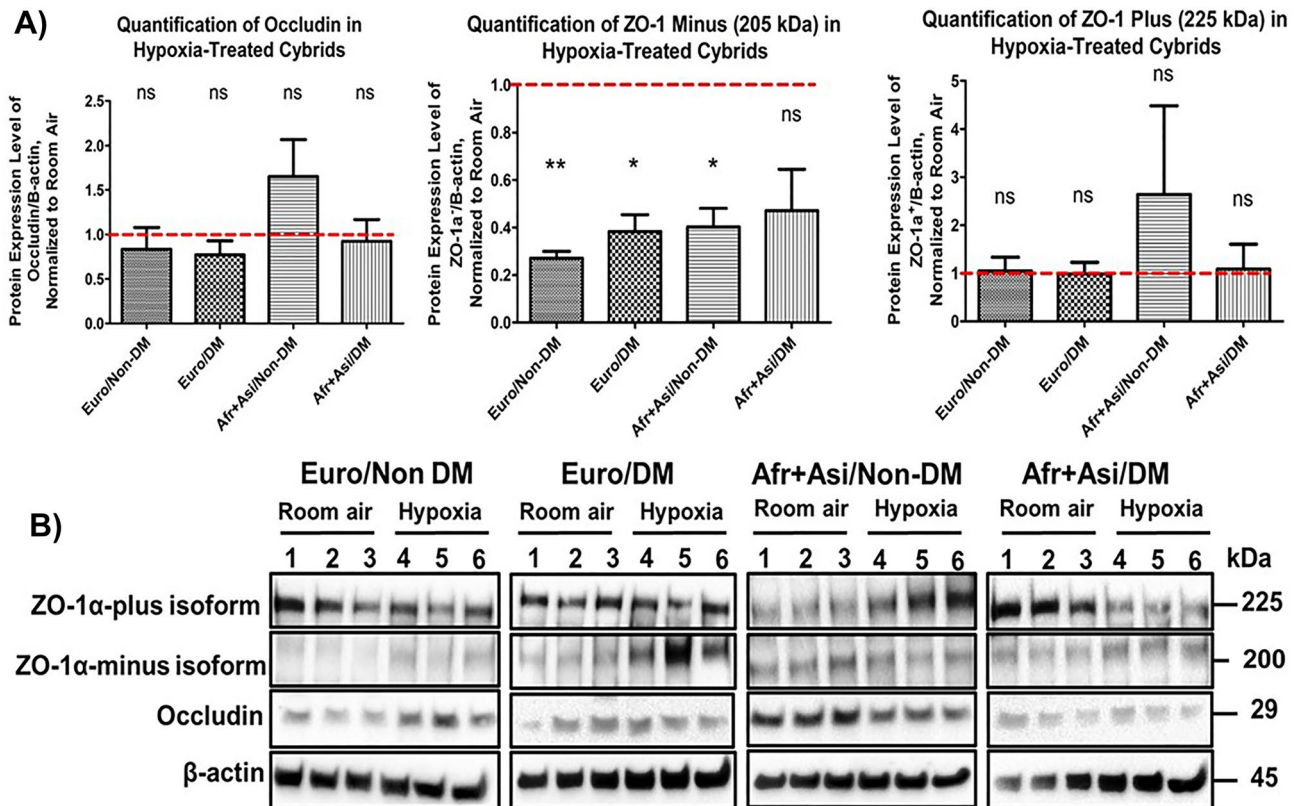 A)
Quantification of Occludin in
Hypoxia-Treated Cybrids
Protein Expression Level of
Occludin/B-actin,
Normalized to Room Air
2.5
2.0
1.5
1.0
0.5
0.0
ns
ns
ns
ns
Euro/Non-DM
Euro/DM
Afr+Asi/Non-DM
Afr+Asi/DM
Quantification of ZO-1 Minus (205 kDa) in
Hypoxia-Treated Cybrids
Protein Expression Level of
ZO-1a⁻/B-actin,
Normalized to Room Air
1.0
0.8
0.6
0.4
0.2
0.0
**
*
*
ns
Euro/Non-DM
Euro/DM
Afr+Asi/Non-DM
Afr+Asi/DM
Quantification of ZO-1 Plus (225 kDa) in
Hypoxia-Treated Cybrids
Protein Expression Level of
ZO-1a⁺/B-actin,
Normalized to Room Air
5
4
3
2
1
0
ns
ns
ns
ns
Euro/Non-DM
Euro/DM
Afr+Asi/Non-DM
Afr+Asi/DM
B)
Euro/Non DM Euro/DM Afr+Asi/Non-DM Afr+Asi/DM
Room air Hypoxia Room air Hypoxia Room air Hypoxia Room air Hypoxia
1 2 3 4 5 6 1 2 3 4 5 6 1 2 3 4 5 6 1 2 3 4 5 6 kDa
ZO-1α-plus isoform 225
ZO-1α-minus isoform 200
Occludin 29
β-actin 45